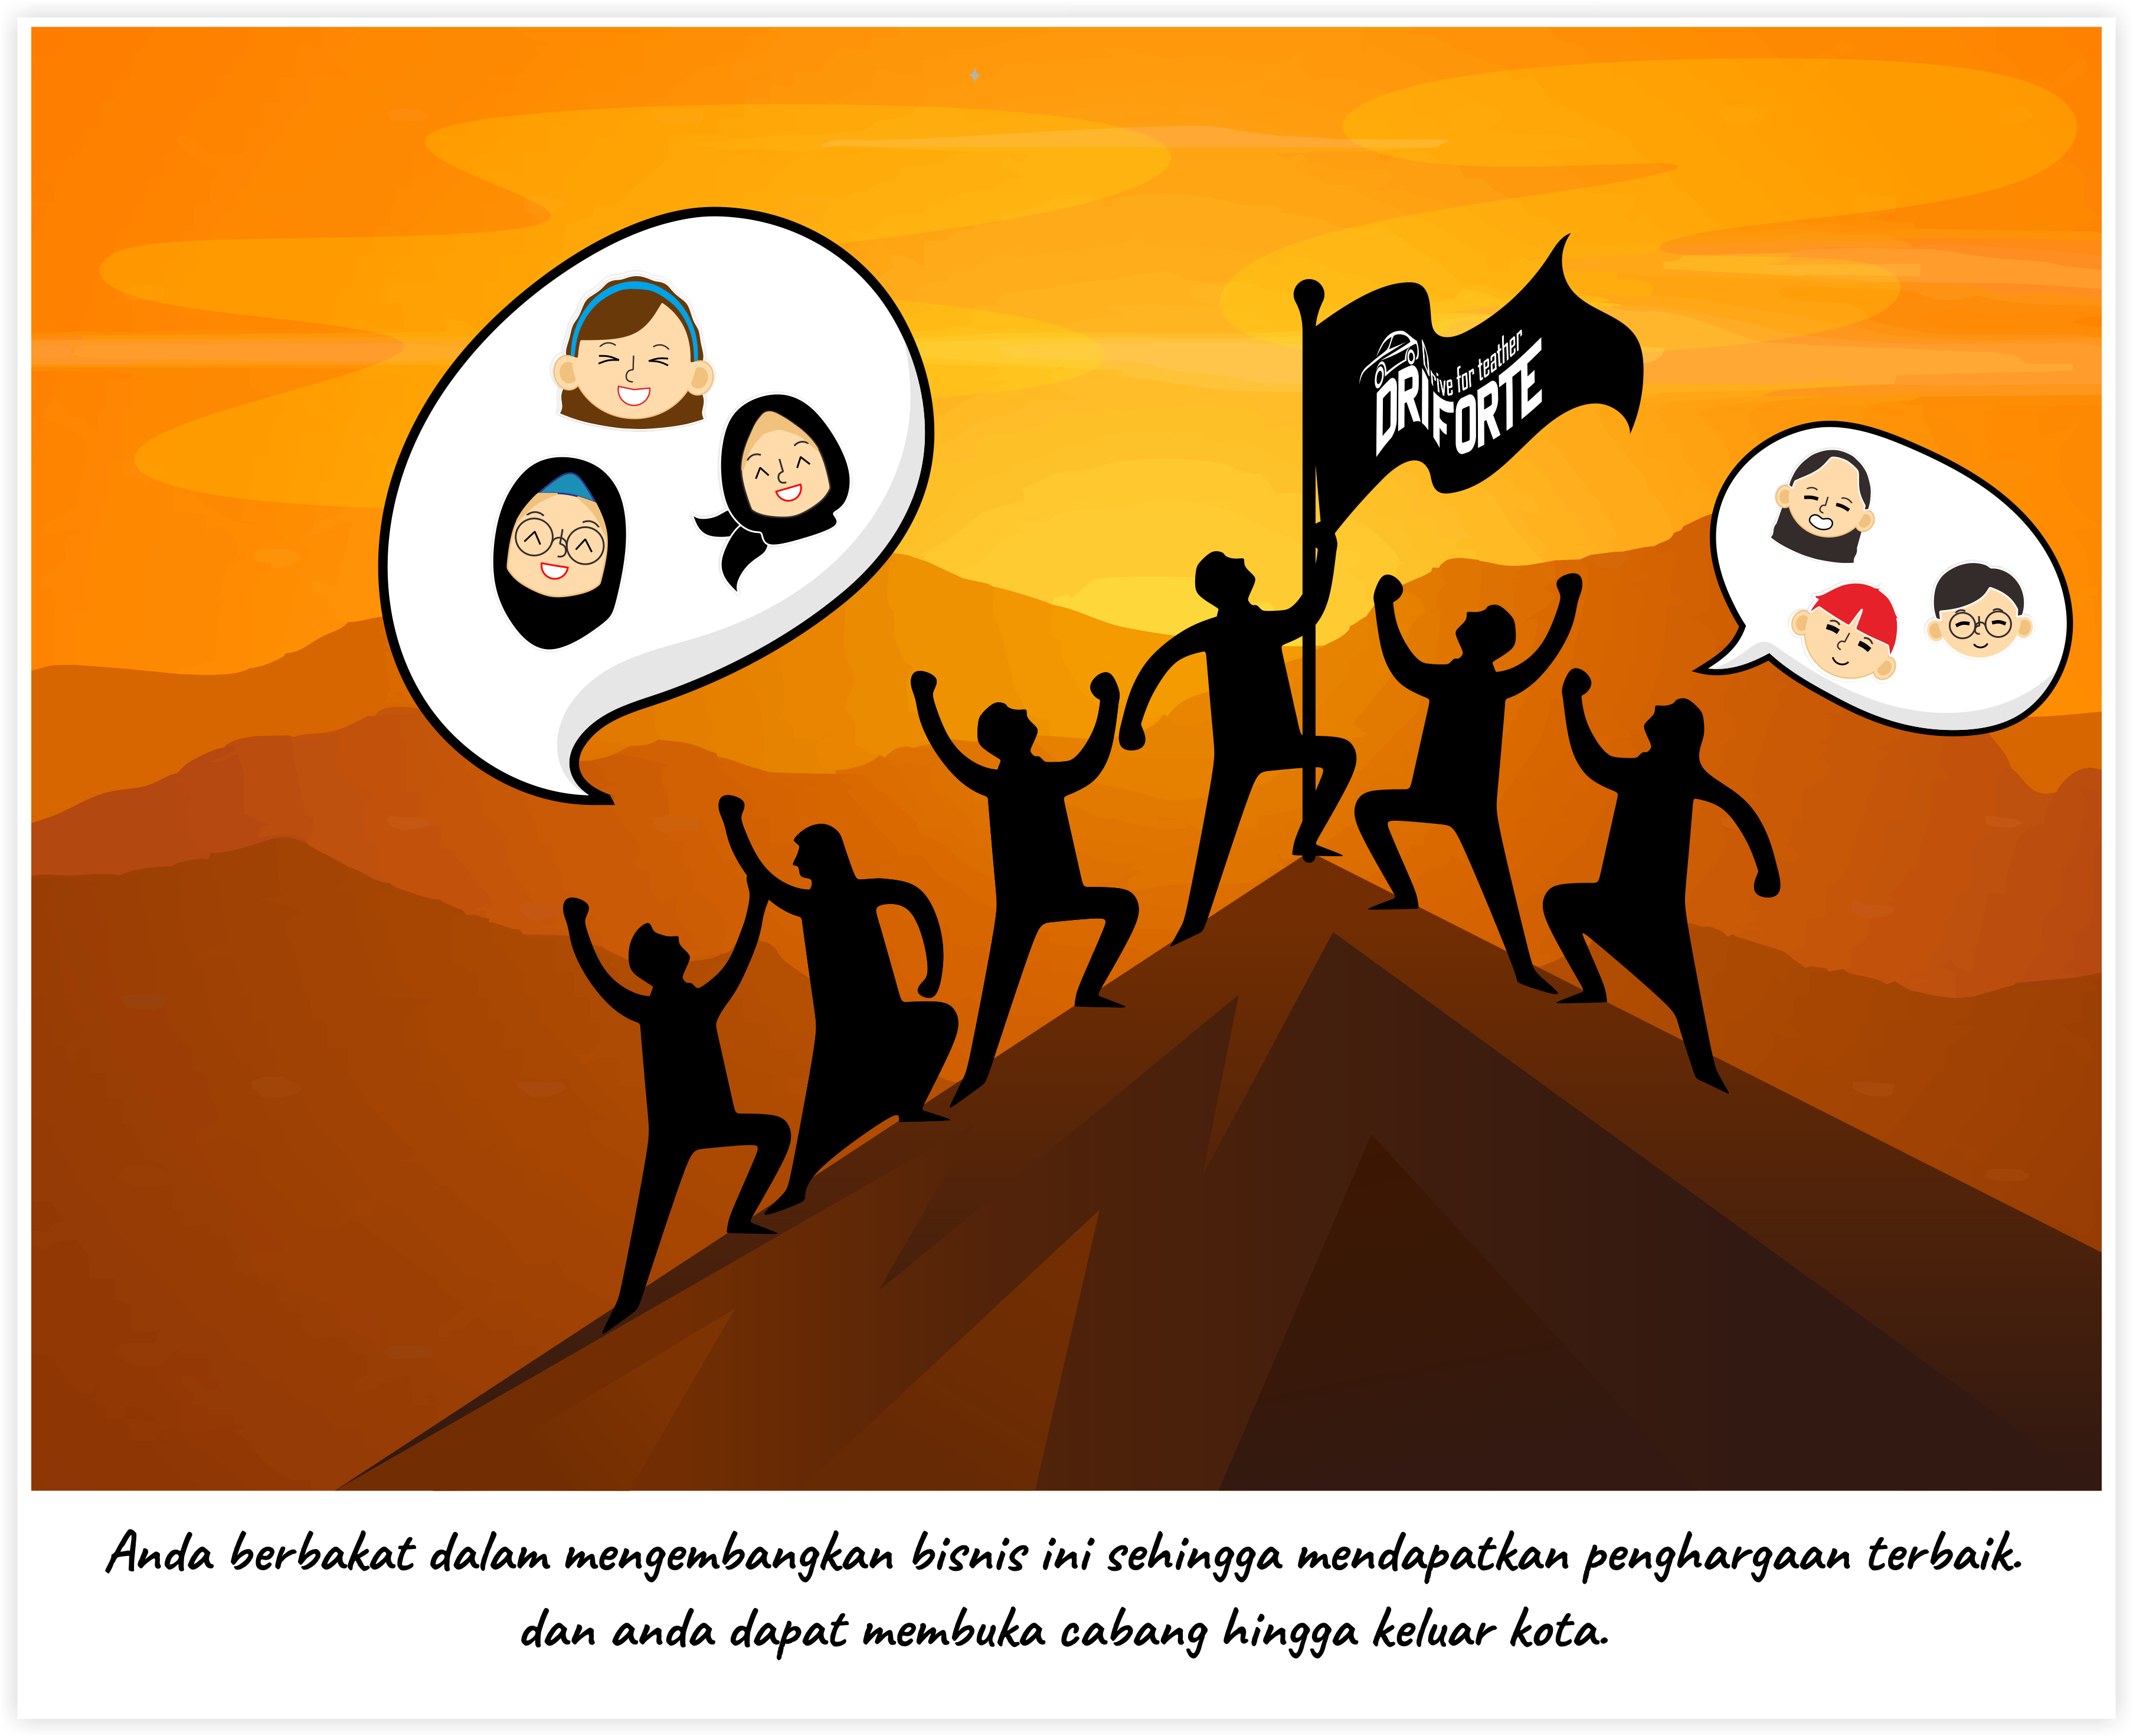 Drive for teather
DRIFORTE
Anda berbakat dalam mengembangkan bisnis ini sehingga mendapatkan penghargaan terbaik.
dan anda dapat membuka cabang hingga keluar kota.